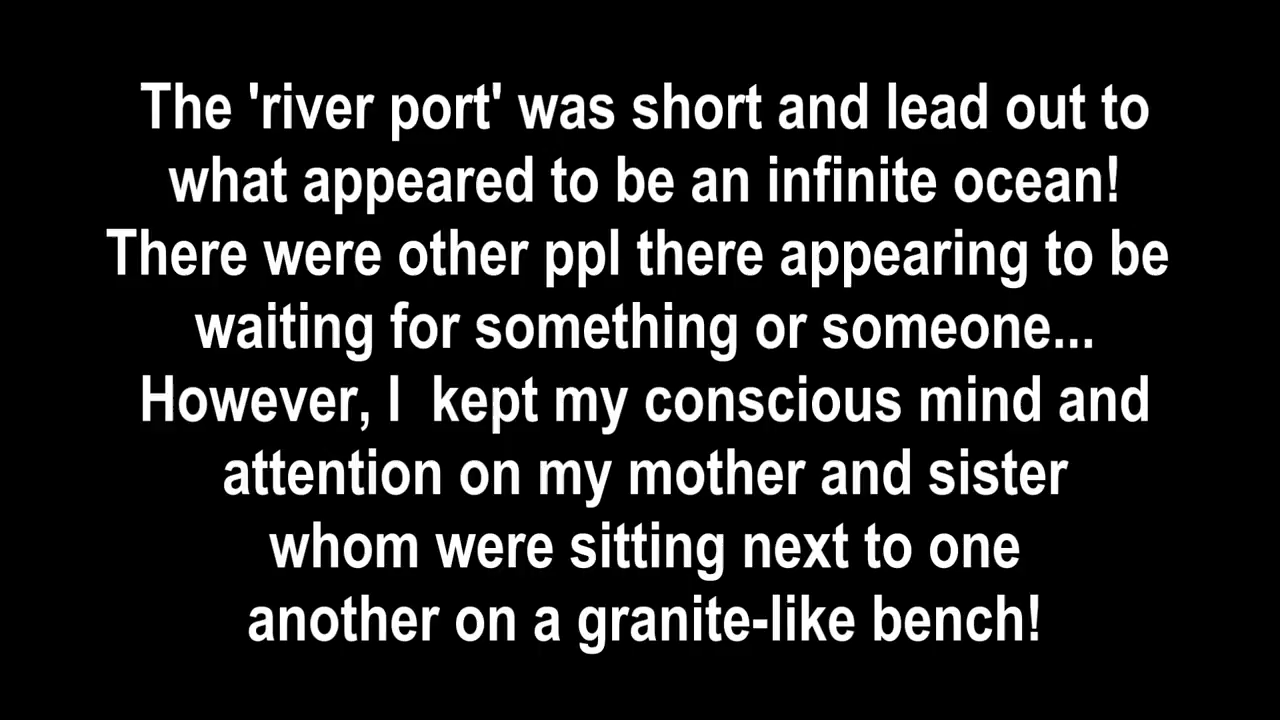 The 'river port' was short and lead out to
what appeared to be an infinite ocean!
There were other ppl there appearing to be
waiting for something or someone...
However, I  kept my conscious mind and
attention on my mother and sister
whom were sitting next to one
another on a granite-like bench!